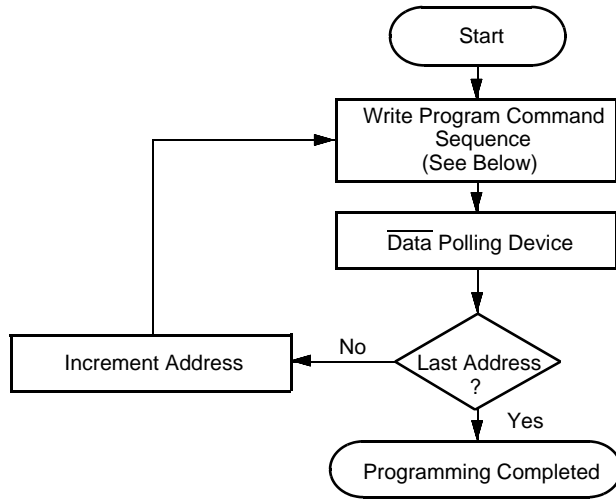 Start
Write Program Command
Sequence
(See Below)
Data Polling Device
Increment Address
No
Last Address
?
Yes
Programming Completed